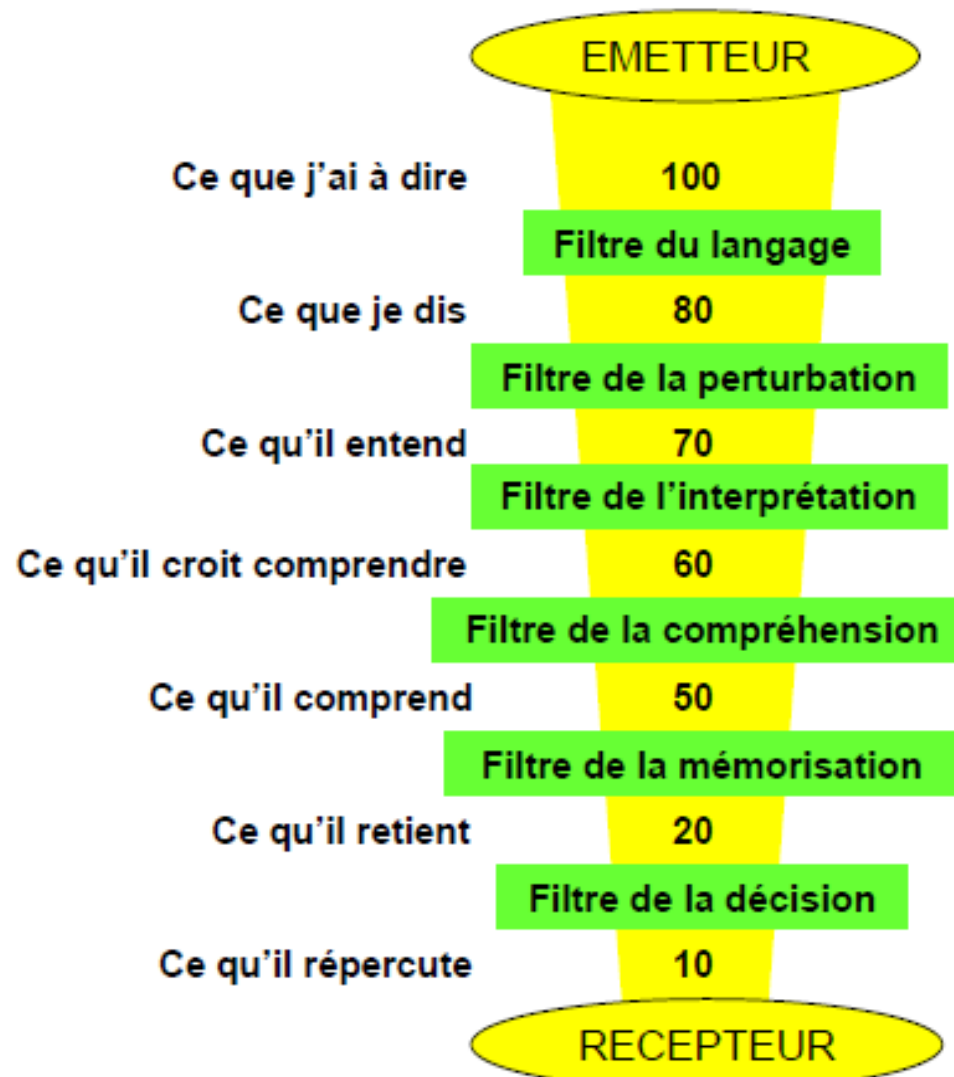 EMETTEUR
Ce que j'ai à dire 100
Filtre du langage
Ce que je dis 80
Filtre de la perturbation
Ce qu'il entend 70
Filtre de l'interprétation
Ce qu'il croit comprendre 60
Filtre de la compréhension
Ce qu'il comprend 50
Filtre de la mémorisation
Ce qu'il retient 20
Filtre de la décision
Ce qu'il répercute 10
RECEPTEUR